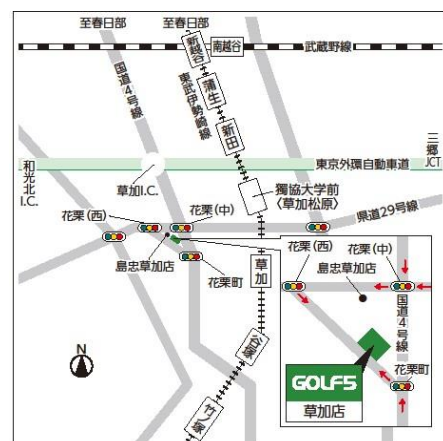 至春日部
至春日部
新越谷
南越谷
武蔵野線
国道4号線
東武伊勢崎線
蒲生
新田
三郷
JCT
東京外環自動車道
和光北
I.C.
草加I.C.
獨協大学前
〈草加松原〉
県道29号線
花栗(西)
花栗(中)
島忠草加店
花栗町
草加
谷塚
竹ノ塚
N
花栗(西)
花栗(中)
島忠草加店
国道4号線
花栗町
GOLF5
草加店